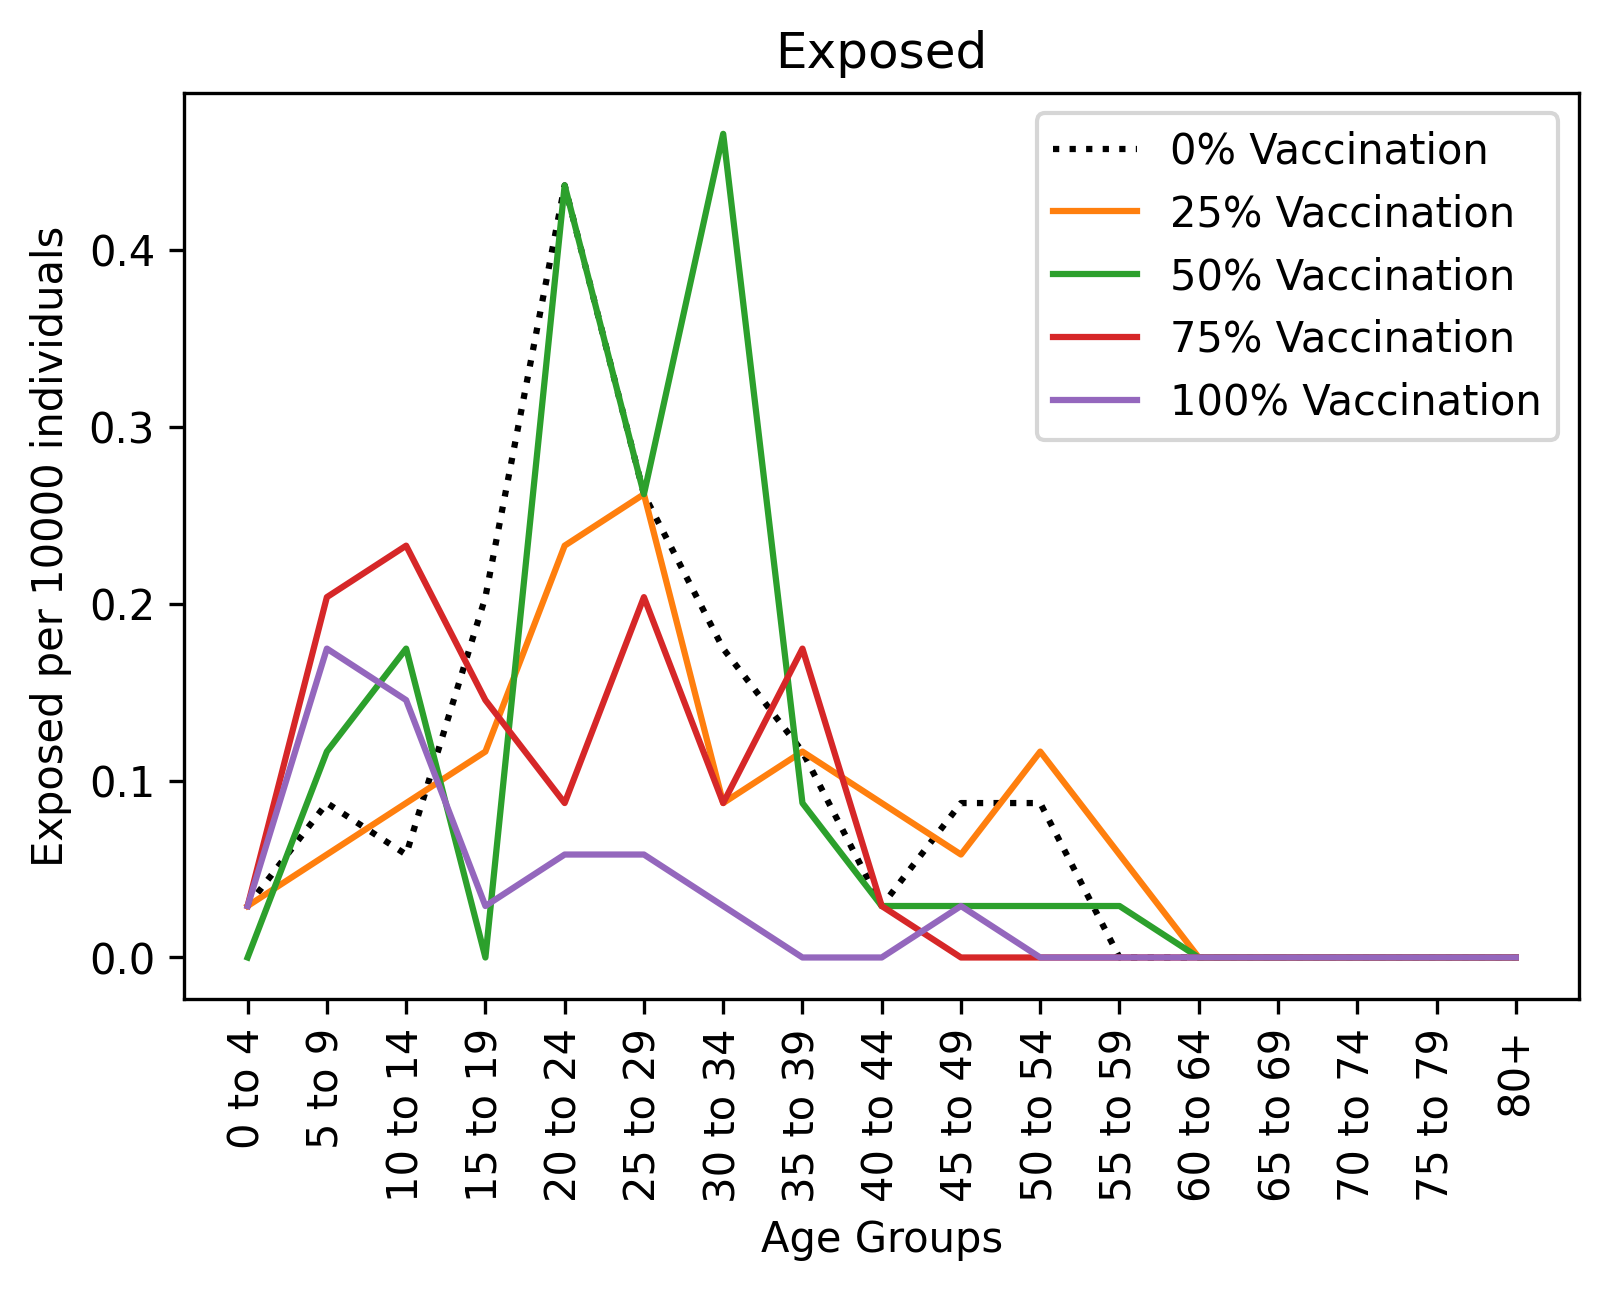 Exposed
Exposed per 10000 individuals
0.4
0.3
0.2
0.1
0.0
0% Vaccination
25% Vaccination
50% Vaccination
75% Vaccination
100% Vaccination
0 to 4
5 to 9
10 to 14
15 to 19
20 to 24
25 to 29
30 to 34
35 to 39
40 to 44
45 to 49
50 to 54
55 to 59
60 to 64
65 to 69
70 to 74
75 to 79
80+
Age Groups